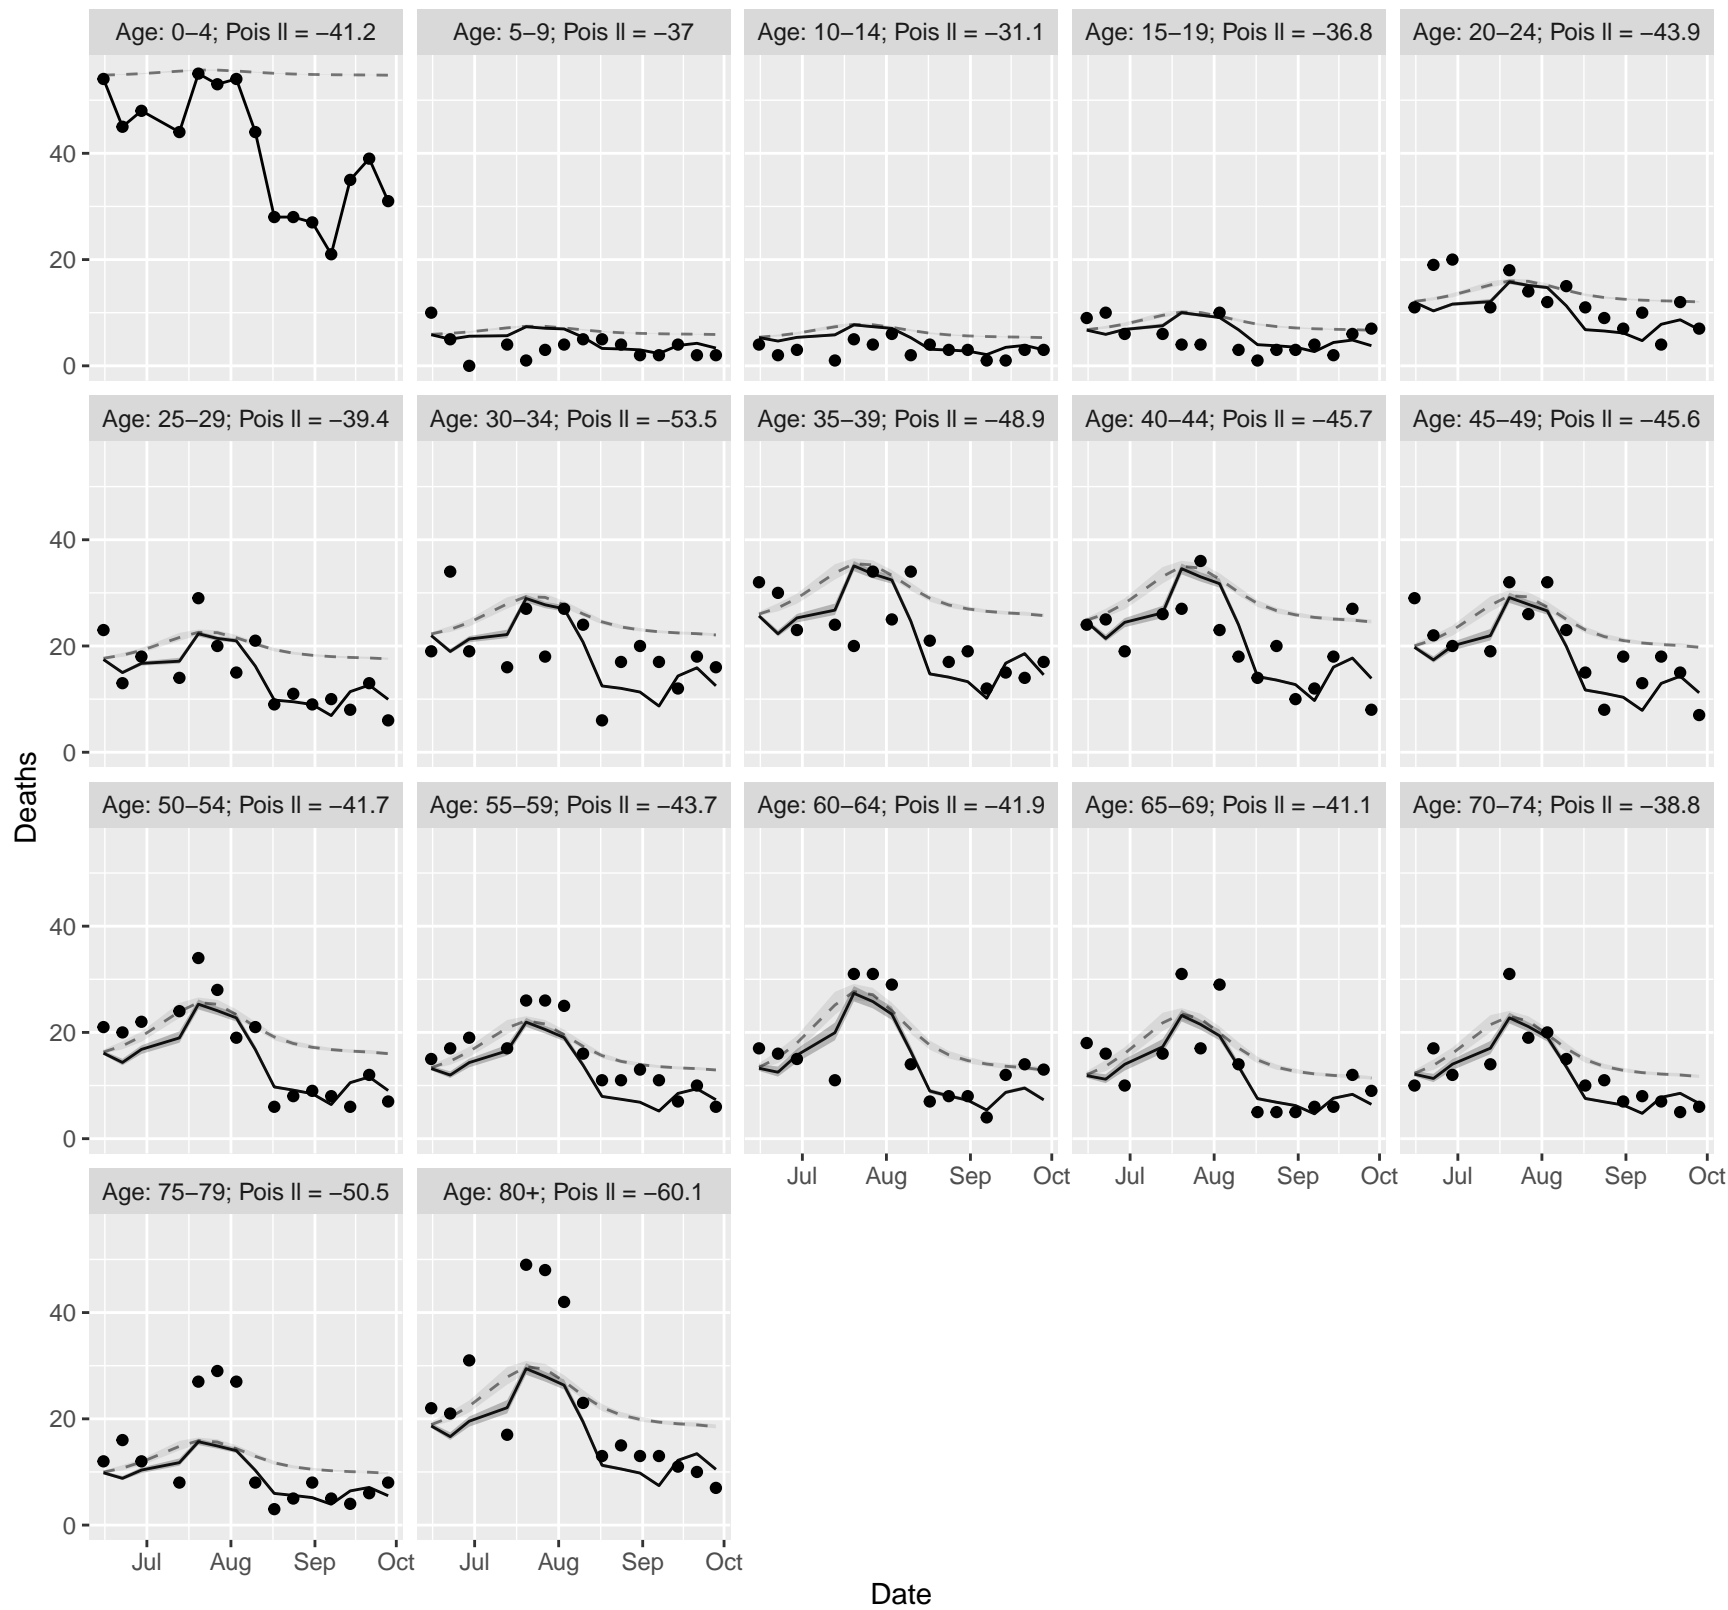 Age: 0−4; Pois ll = −41.2
Age: 5−9; Pois ll = −37
Age: 10−14; Pois ll = −31.1
Age: 15−19; Pois ll = −36.8
Age: 20−24; Pois ll = −43.9
40
20
0
Age: 25−29; Pois ll = −39.4
Age: 30−34; Pois ll = −53.5
Age: 35−39; Pois ll = −48.9
Age: 40−44; Pois ll = −45.7
Age: 45−49; Pois ll = −45.6
40
20
0
Deaths
Age: 50−54; Pois ll = −41.7
Age: 55−59; Pois ll = −43.7
Age: 60−64; Pois ll = −41.9
Age: 65−69; Pois ll = −41.1
Age: 70−74; Pois ll = −38.8
40
20
0
Jul Aug Sep Oct
Jul Aug Sep Oct
Jul Aug Sep Oct
Age: 75−79; Pois ll = −50.5
Age: 80+; Pois ll = −60.1
40
20
0
Jul Aug Sep Oct
Jul Aug Sep Oct
Date